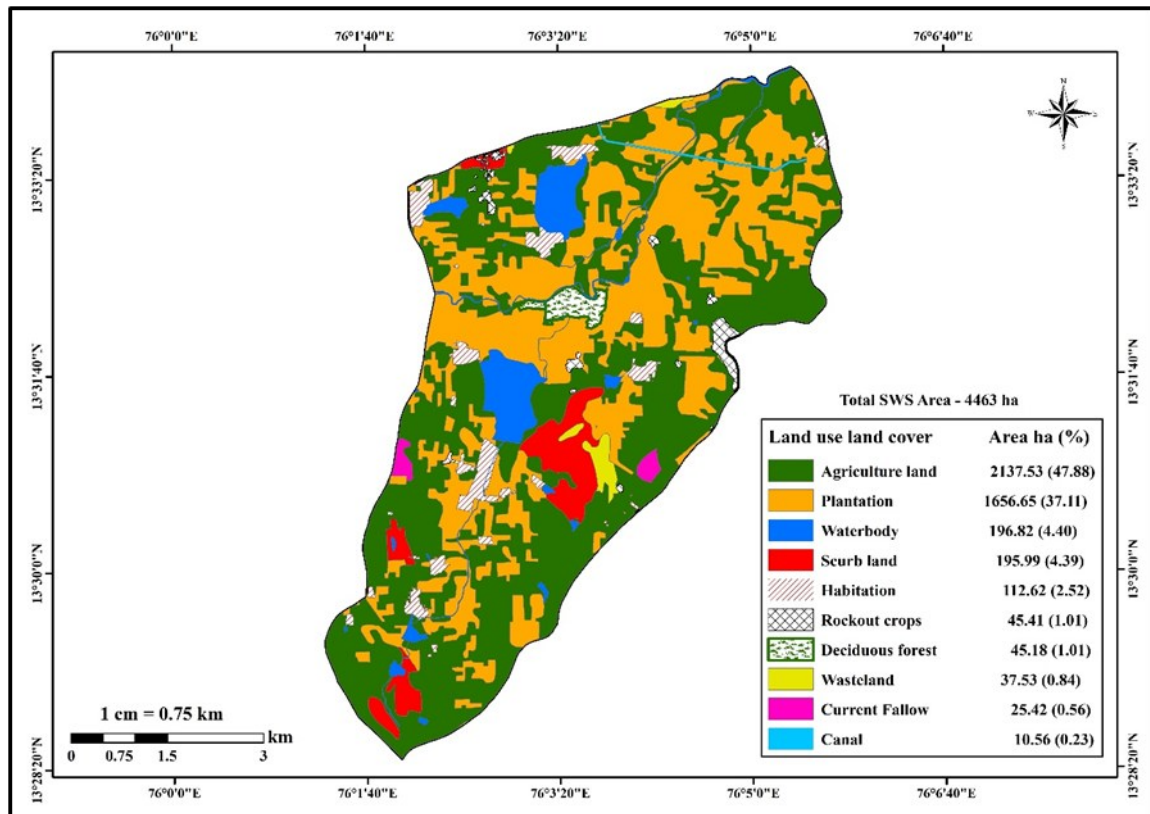 76°0'0"E 76°1'40"E 76°3'20"E 76°5'0"E 76°6'40"E
N
W
S
13°33'20"N
13°33'20"N
13°31'40"N
13°31'40"N
13°30'0"N
13°30'0"N
13°28'20"N
13°28'20"N
Total SWS Area - 4463 ha
Land use land cover Area ha (%)
Agriculture land 2137.53 (47.88)
Plantation 1656.65 (37.11)
Waterbody 196.82 (4.40)
Scurb land 195.99 (4.39)
Habitation 112.62 (2.52)
Rockout crops 45.41 (1.01)
Deciduous forest 45.18 (1.01)
Wasteland 37.53 (0.84)
Current Fallow 25.42 (0.56)
Canal 10.56 (0.23)
1 cm = 0.75 km
km
0 0.75 1.5 3
76°0'0"E 76°1'40"E 76°3'20"E 76°5'0"E 76°6'40"E